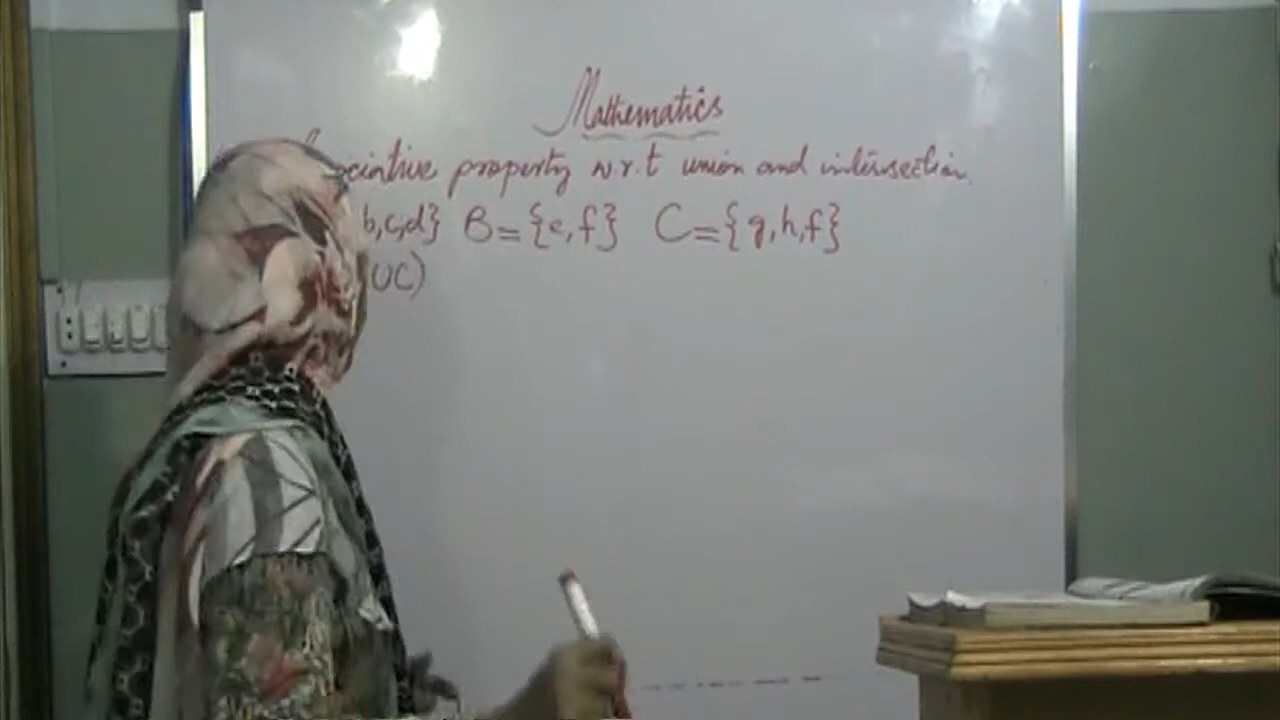 Mathematics
property w.r.t union and intersection.
b,c,d} B={e,f} C={g,h,f}
UC)